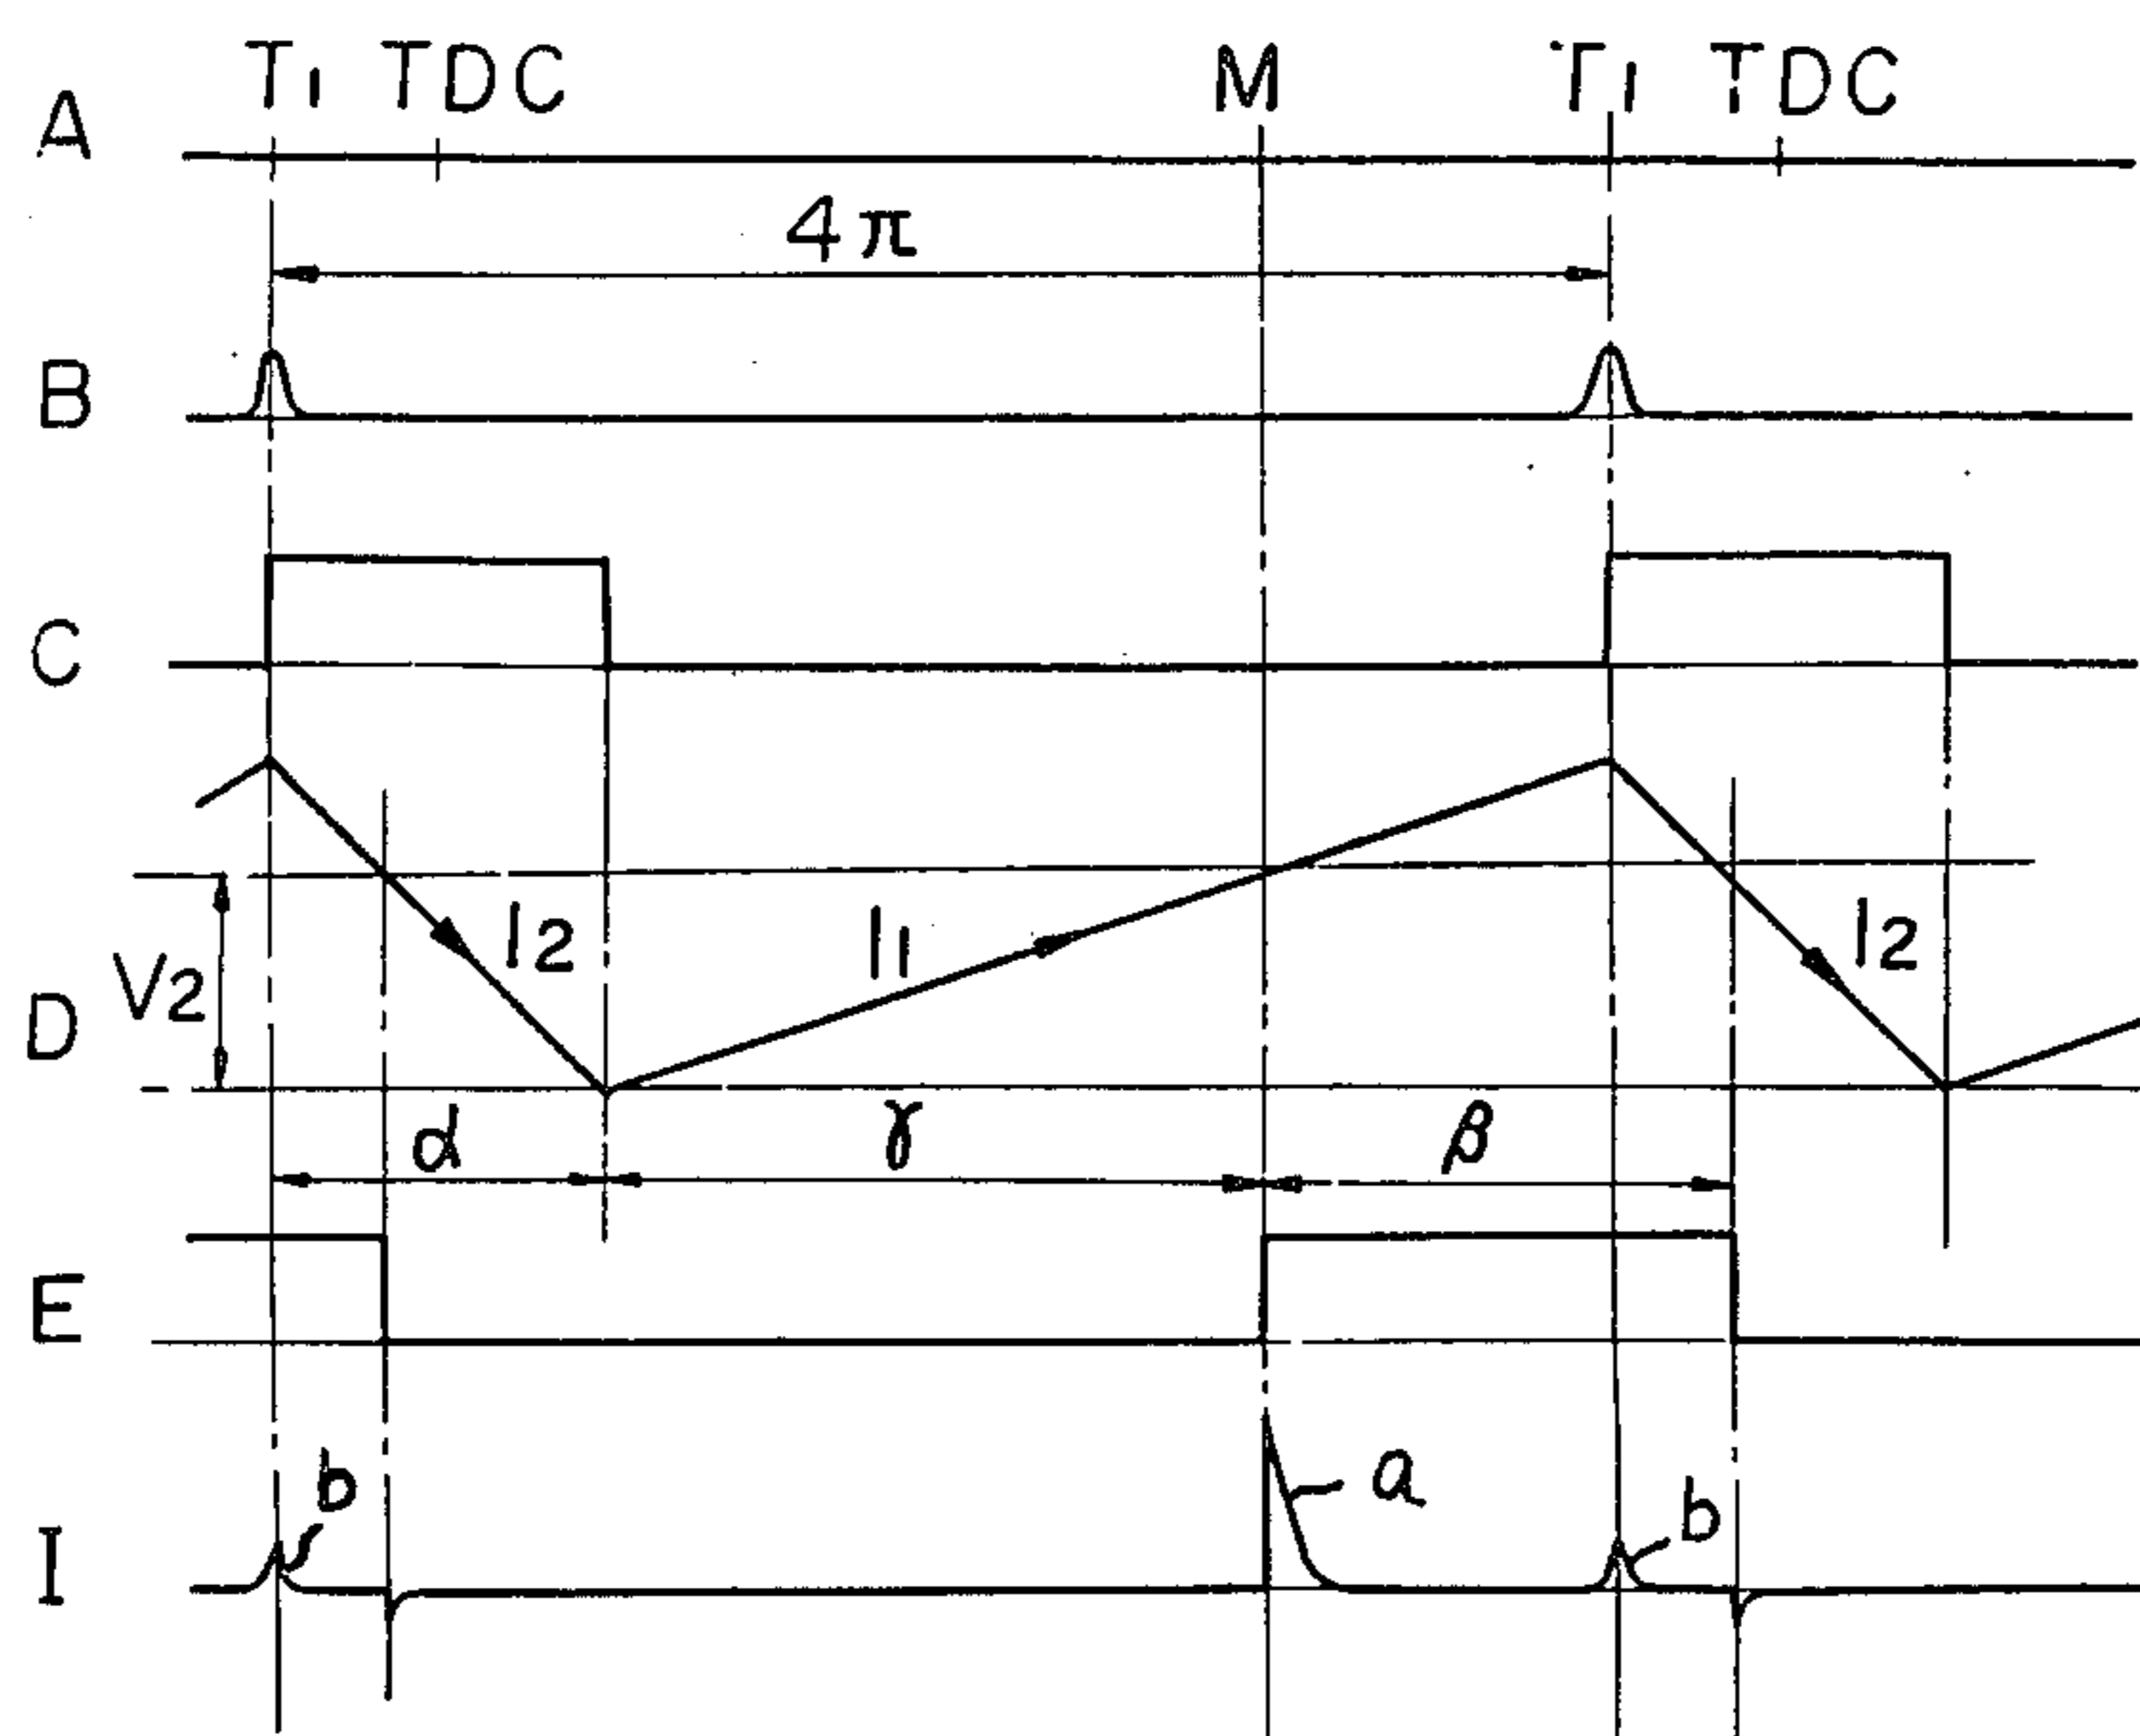 T1 TDC M T1 TDC
A
4π
B
C
I2 I1 I2
V2
D
α γ β
E
b a b
I